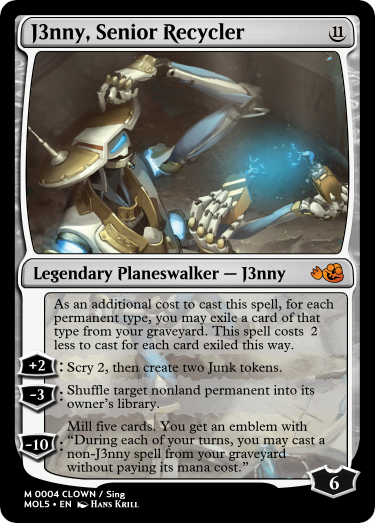 J3nny, Senior Recycler 11
Legendary Planeswalker — J3nny
As an additional cost to cast this spell, for each
permanent type, you may exile a card of that
type from your graveyard. This spell costs 2
less to cast for each card exiled this way.
+2: Scry 2, then create two Junk tokens.
-3: Shuffle target nonland permanent into its
owner's library.
Mill five cards. You get an emblem with
-10: “During each of your turns, you may cast a
non-J3nny spell from your graveyard
without paying its mana cost.”
6
M 0004 CLOWN / Sing
MOL5 • EN Hans Krill